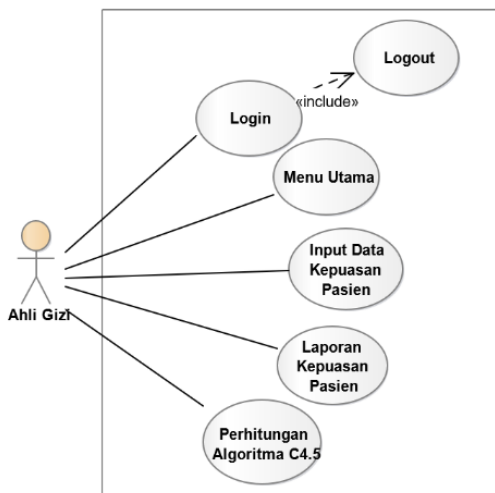 Logout
«include»
Login
Menu Utama
Input Data
Kepuasan
Pasien
Ahli Gizi
Laporan
Kepuasan
Pasien
Perhitungan
Algoritma C4.5